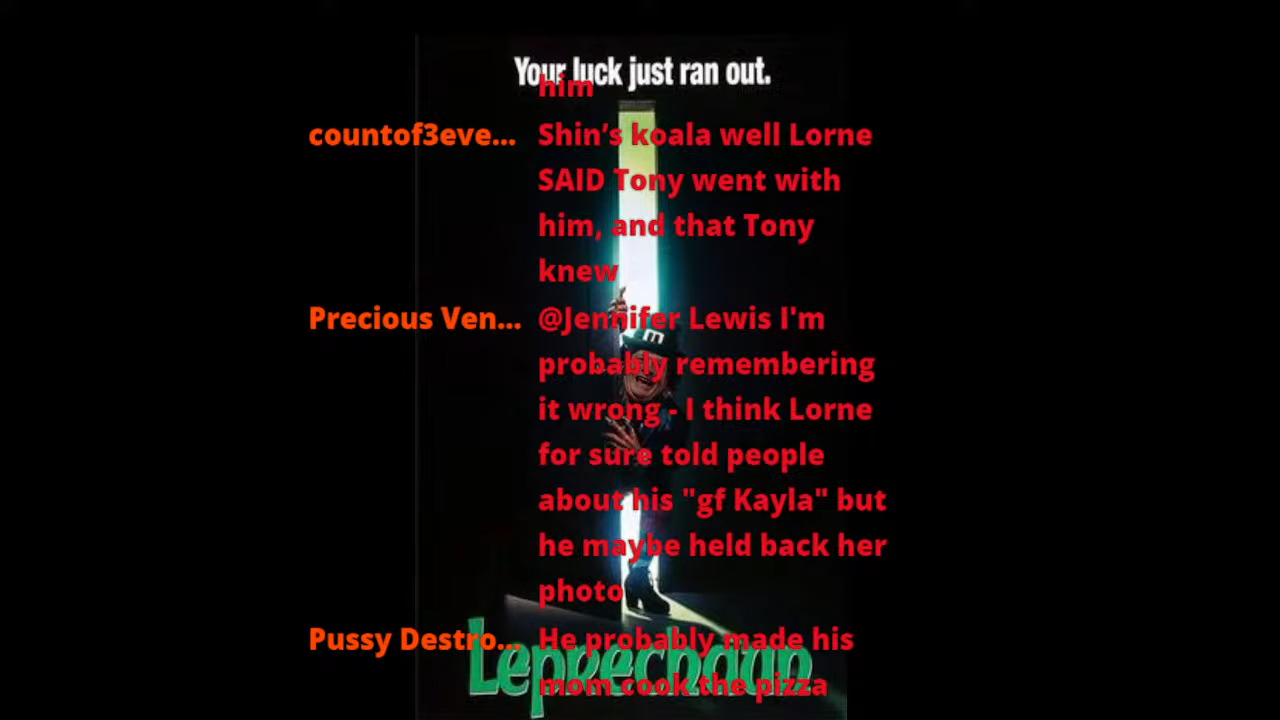 Your luck just ran out.
him
countof3eve... Shin’s koala well Lorne
SAID Tony went with
him, and that Tony
knew
Precious Ven... @Jennifer Lewis I'm
probably remembering
it wrong - I think Lorne
for sure told people
about his "gf Kayla" but
he maybe held back her
photo
Pussy Destro... He probably made his
mom cook the pizza
Leprechaun